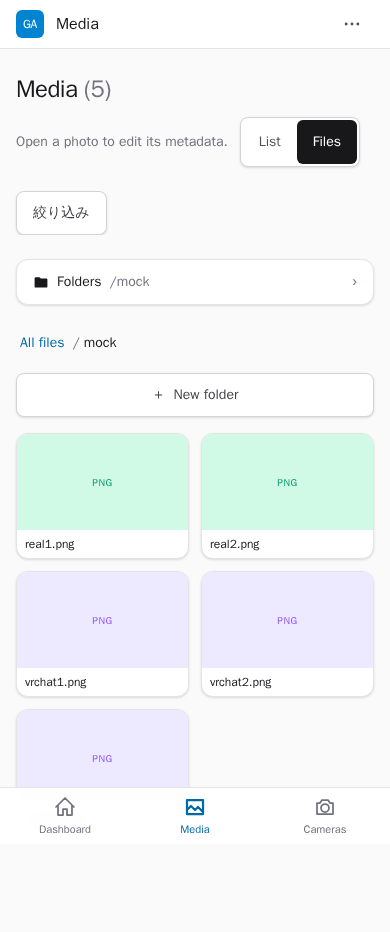 GA Media
Media (5)
Open a photo to edit its metadata. List Files
絞り込み
Folders /mock
All files / mock
+ New folder
PNG PNG
real1.png real2.png
PNG PNG
vrchat1.png vrchat2.png
PNG
Dashboard Media Cameras